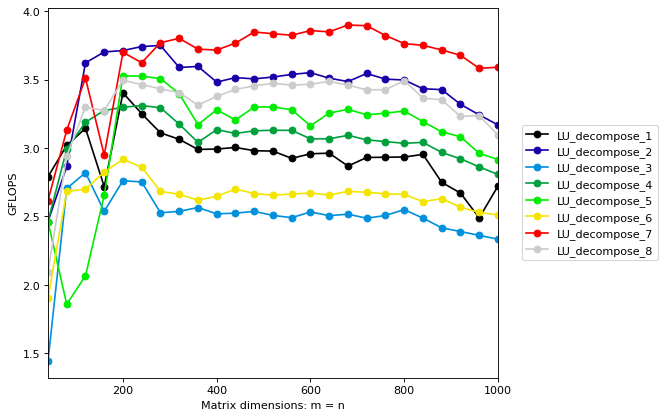 GFLOPS
4.0
3.5
3.0
2.5
2.0
1.5
200
400
600
800
1000
Matrix dimensions: m = n
LU_decompose_1
LU_decompose_2
LU_decompose_3
LU_decompose_4
LU_decompose_5
LU_decompose_6
LU_decompose_7
LU_decompose_8